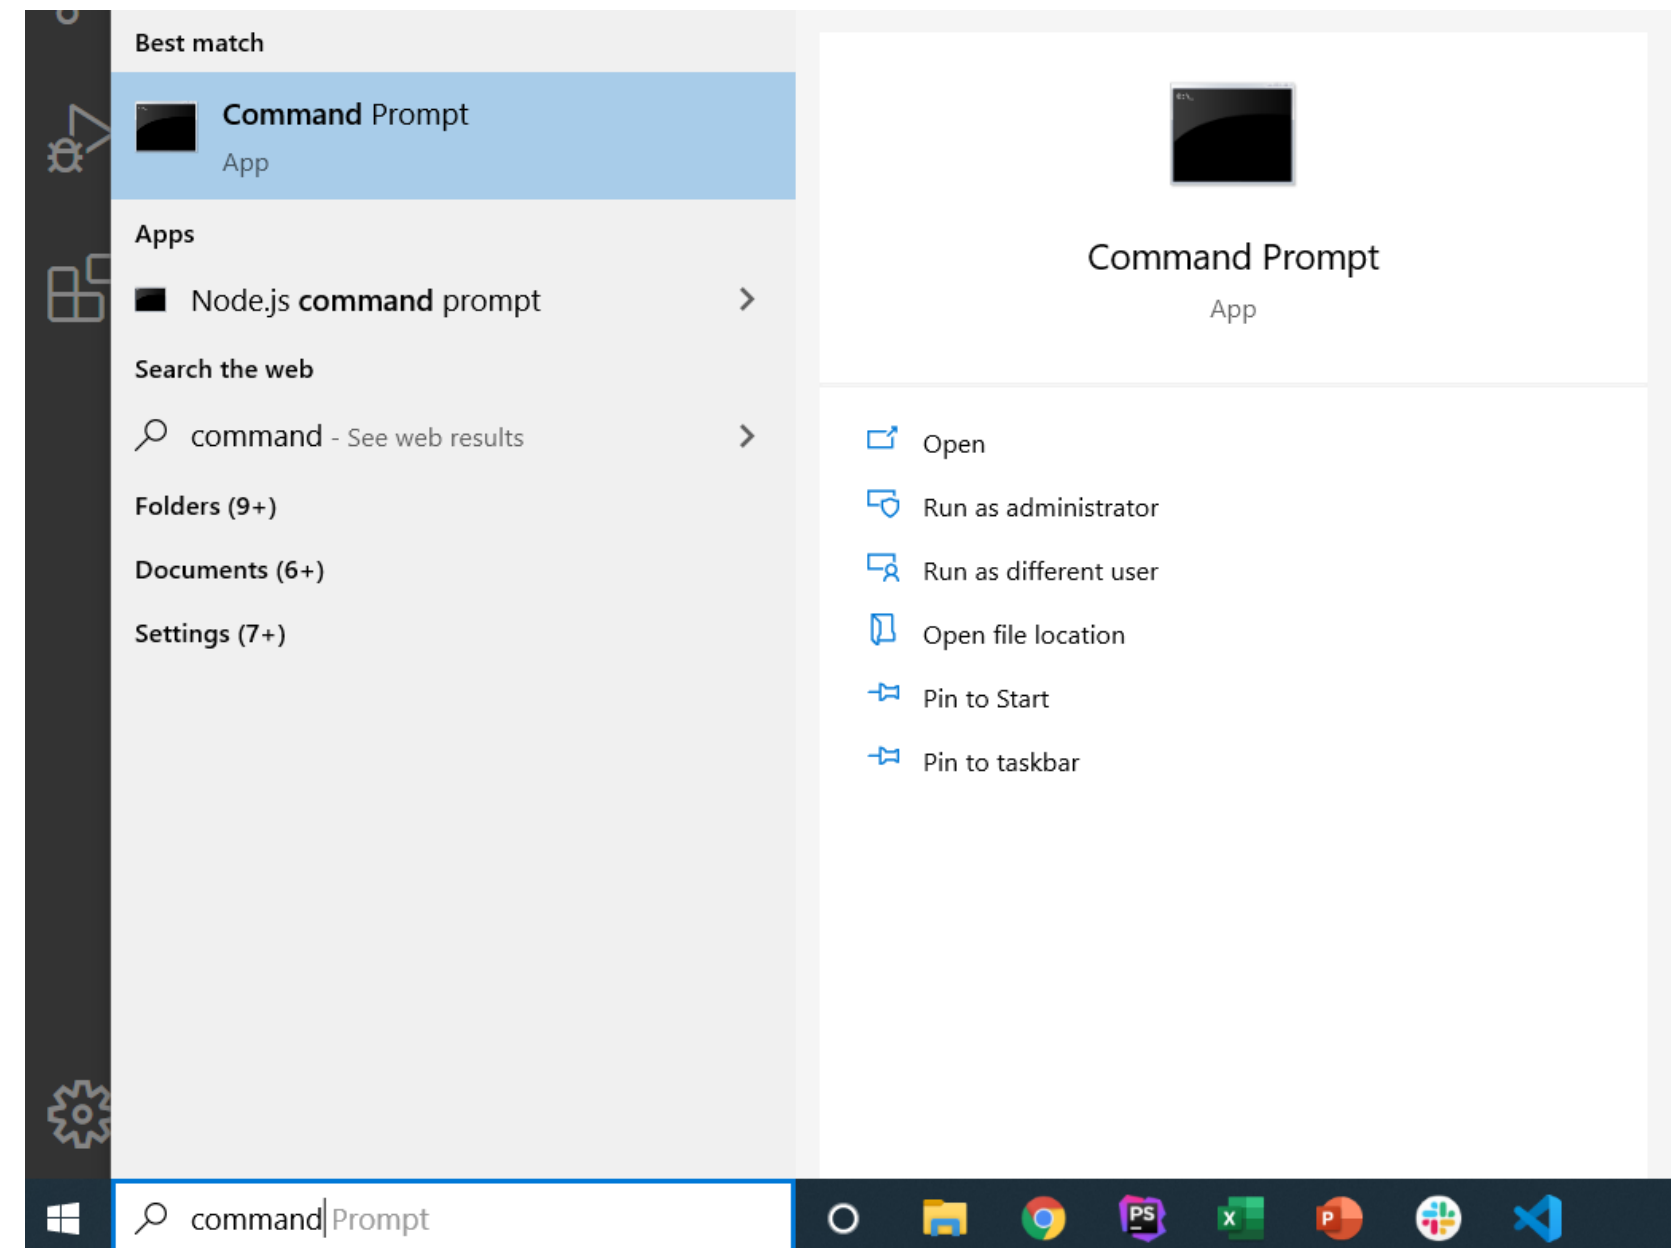 Best match
Command Prompt
App
Apps
Node.js command prompt
Search the web
command - See web results
Folders (9+)
Documents (6+)
Settings (7+)
command Prompt
C:\_
Command Prompt
App
Open
Run as administrator
Run as different user
Open file location
Pin to Start
Pin to taskbar
PS
X
P